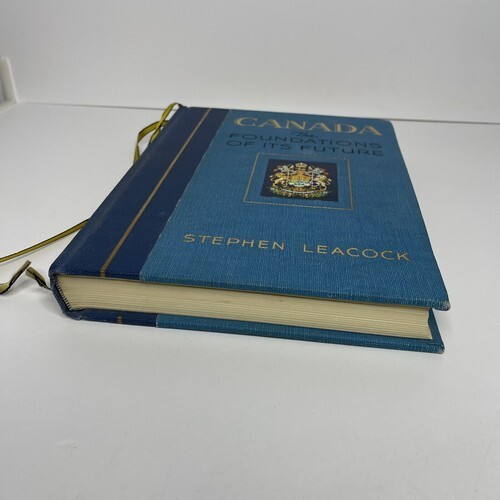 CANADA
The
FOUNDATIONS
OF ITS FUTURE
STEPHEN LEACOCK